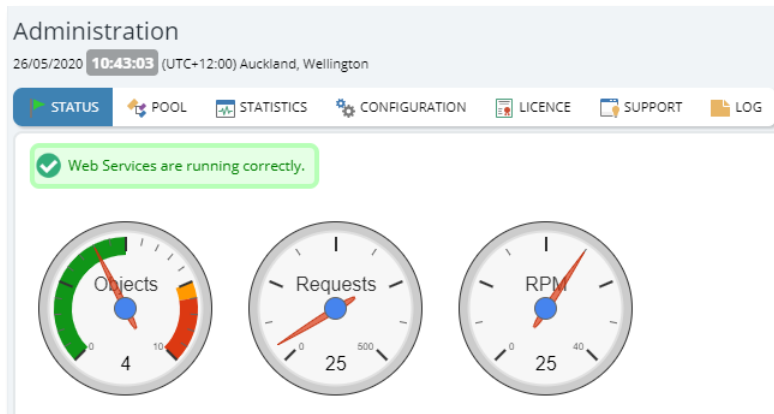 Administration
26/05/2020 10:43:03 (UTC+12:00) Auckland, Wellington
STATUS POOL STATISTICS CONFIGURATION LICENCE SUPPORT LOG
Web Services are running correctly.
Objects Requests RPM
0 10 0 500 0 40
4 25 25